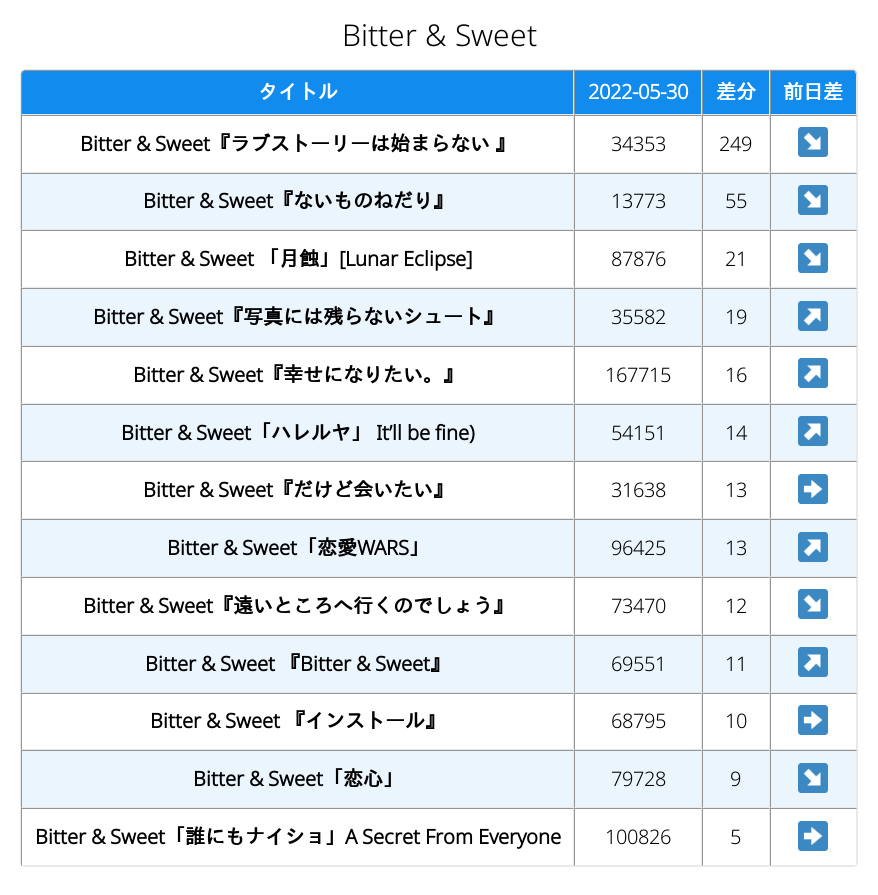 Bitter & Sweet
タイトル 2022-05-30 差分 前日差
Bitter & Sweet『ラブストーリーは始まらない 』 34353 249 ↘
Bitter & Sweet『ないものねだり』 13773 55 ↘
Bitter & Sweet 「月蝕」[Lunar Eclipse] 87876 21 ↘
Bitter & Sweet『写真には残らないシュート』 35582 19 ↗
Bitter & Sweet『幸せになりたい。』 167715 16 ↗
Bitter & Sweet「ハレルヤ」 It'll be fine) 54151 14 ↗
Bitter & Sweet『だけど会いたい』 31638 13 →
Bitter & Sweet「恋愛WARS」 96425 13 ↗
Bitter & Sweet『遠いところへ行くのでしょう』 73470 12 ↘
Bitter & Sweet 『Bitter & Sweet』 69551 11 ↗
Bitter & Sweet 『インストール』 68795 10 →
Bitter & Sweet「恋心」 79728 9 ↘
Bitter & Sweet「誰にもナイショ」A Secret From Everyone 100826 5 →